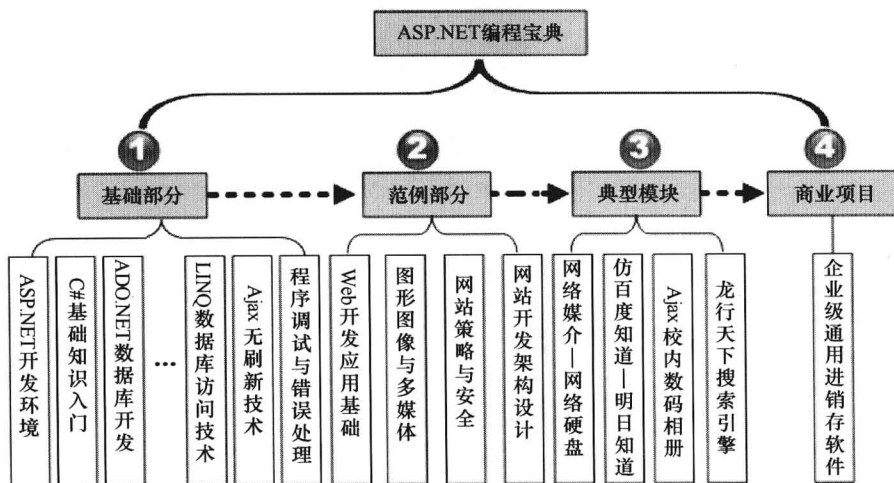 ASP.NET编程宝典
1
2
3
4
基础部分
范例部分
典型模块
商业项目
ASP.NET开发环境
C#基础知识入门
ADO.NET数据库开发
…
LINQ数据库访问技术
Ajax无刷新技术
程序调试与错误处理
Web开发应用基础
图形图像与多媒体
网站策略与安全
网站开发架构设计
网络媒介—网络硬盘
仿百度知道—明日知道
Ajax校内数码相册
龙行天下搜索引擎
企业级通用进销存软件